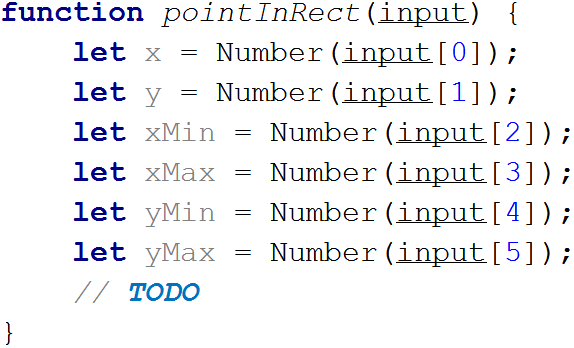 function pointInRect(input) {
    let x = Number(input[0]);
    let y = Number(input[1]);
    let xMin = Number(input[2]);
    let xMax = Number(input[3]);
    let yMin = Number(input[4]);
    let yMax = Number(input[5]);
    // TODO
}